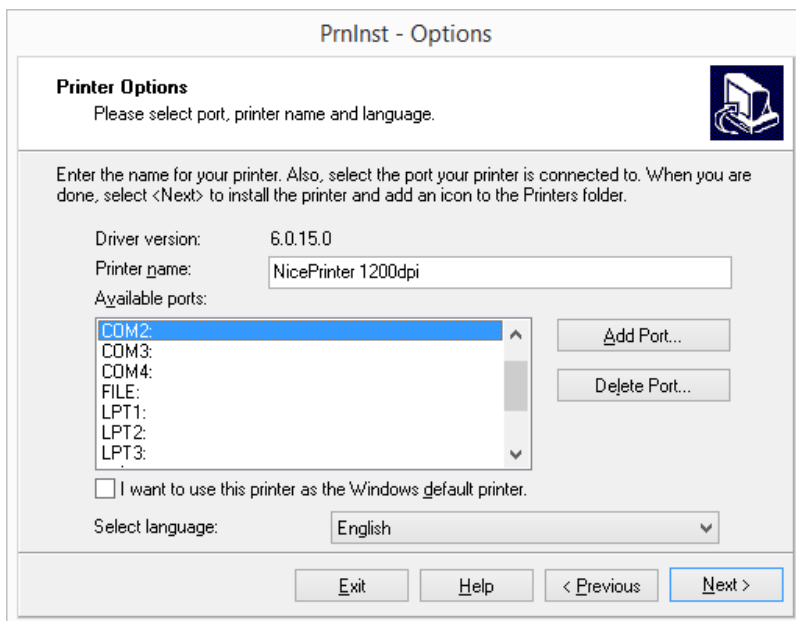 PrnInst - Options
Printer Options
Please select port, printer name and language.
Enter the name for your printer. Also, select the port your printer is connected to. When you are
done, select <Next> to install the printer and add an icon to the Printers folder.
Driver version: 6.0.15.0
Printer name: NicePrinter 1200dpi
Available ports:
COM2:
COM3:
COM4:
FILE:
LPT1:
LPT2:
LPT3:
Add Port...
Delete Port...
I want to use this printer as the Windows default printer.
Select language: English
Exit Help < Previous Next >